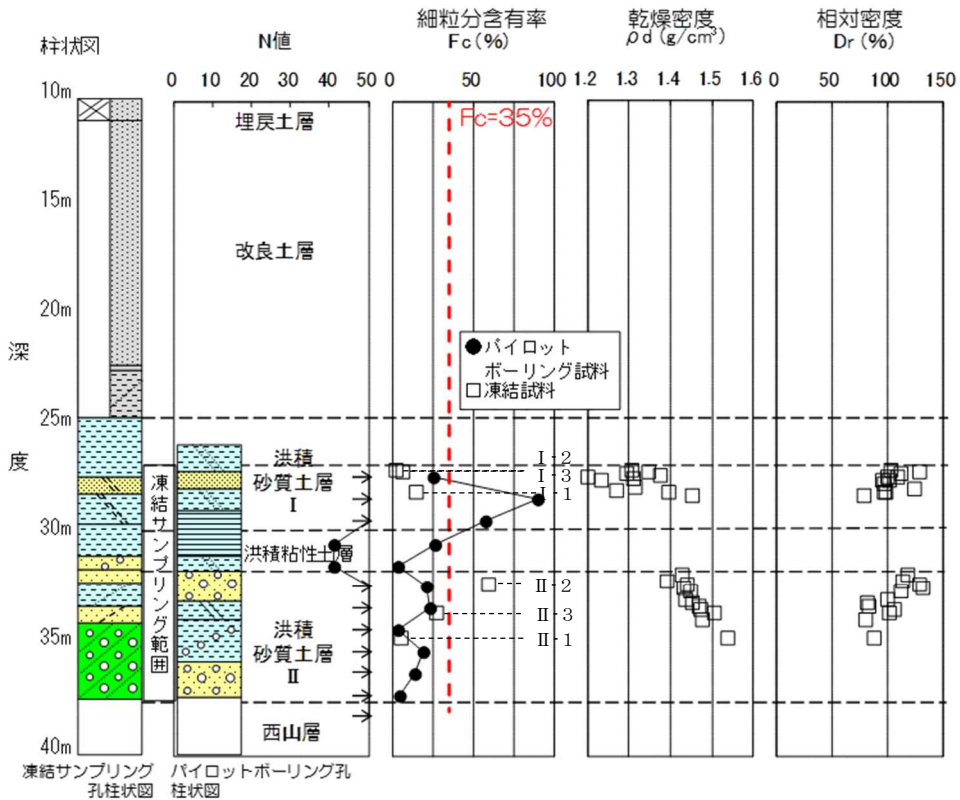 細粒分含有率
Fc(%)
乾燥密度
ρd(g/cm³)
相対密度
Dr(%)
柱状図
N値
0 10 20 30 40 50
0 50 100
1.2 1.3 1.4 1.5 1.6
0 50 100 150
10m
埋戻土層
Fc=35%
15m
改良土層
20m
深
度
パイロット
ボーリング試料
凍結試料
25m
洪積
砂質土層
Ⅰ
Ⅰ-2
Ⅰ-3
Ⅰ-1
凍結サンプリング範囲
30m
洪積粘性土層
Ⅱ-2
Ⅱ-3
Ⅱ-1
35m
洪積
砂質土層
Ⅱ
西山層
40m
凍結サンプリング
孔柱状図
パイロットボーリング孔
柱状図